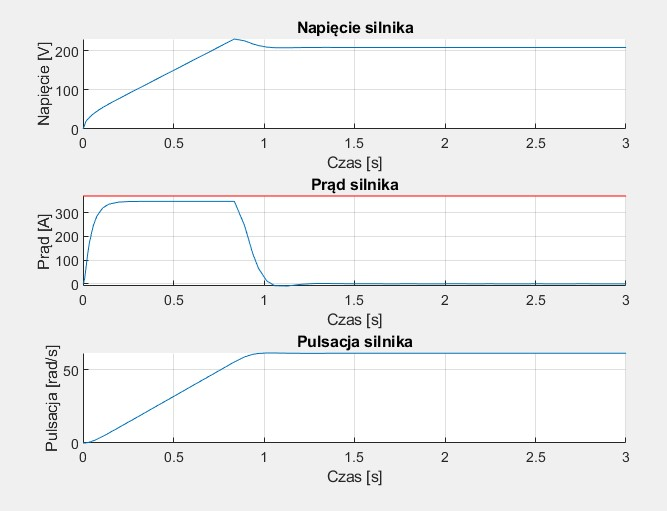 Napięcie silnika
Napięcie [V]
200
100
0
0 0.5 1 1.5 2 2.5 3
Czas [s]
Prąd silnika
Prąd [A]
300
200
100
0
0 0.5 1 1.5 2 2.5 3
Czas [s]
Pulsacja silnika
Pulsacja [rad/s]
50
0
0 0.5 1 1.5 2 2.5 3
Czas [s]